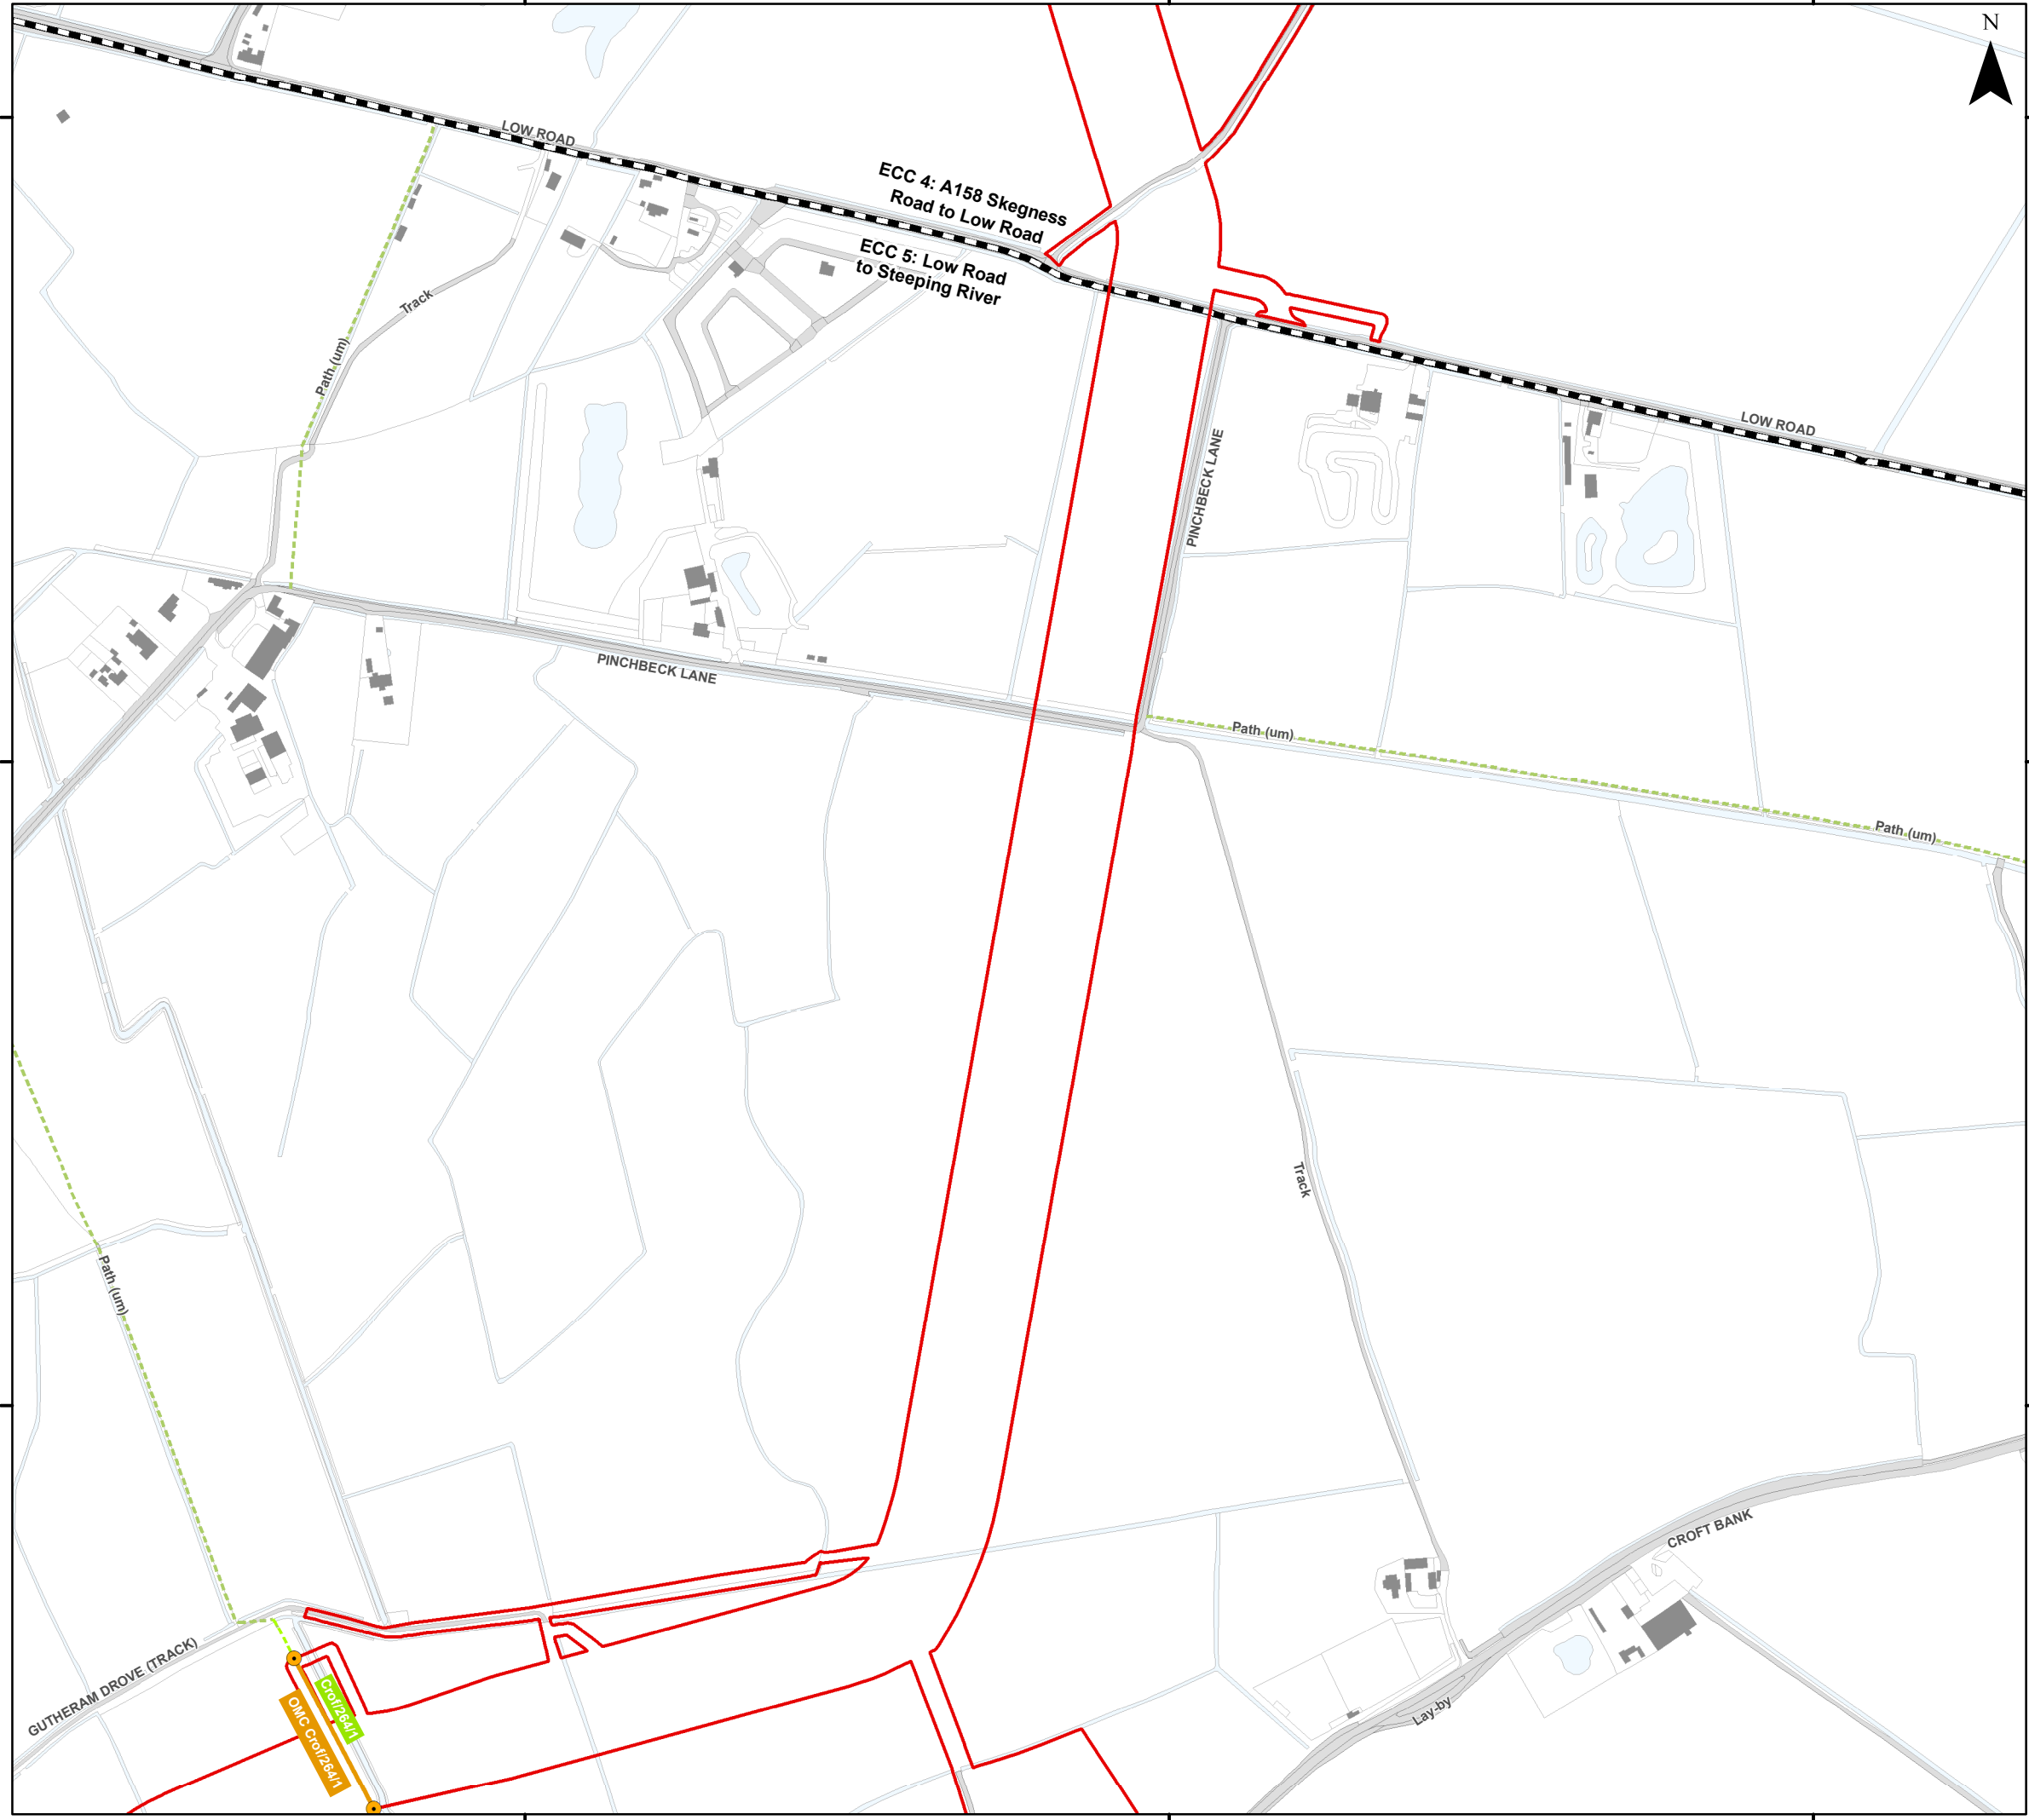 N
LOW ROAD
ECC 4: A158 Skegness
Road to Low Road
ECC 5: Low Road
to Steeping River
Track
Path (um)
LOW ROAD
PINCHBECK LANE
PINCHBECK LANE
Path (um)
Path (um)
Track
Path (um)
CROFT BANK
GUTHERAM DROVE (TRACK)
Crof/264/1
OMC Crof/264/1
Lay-by